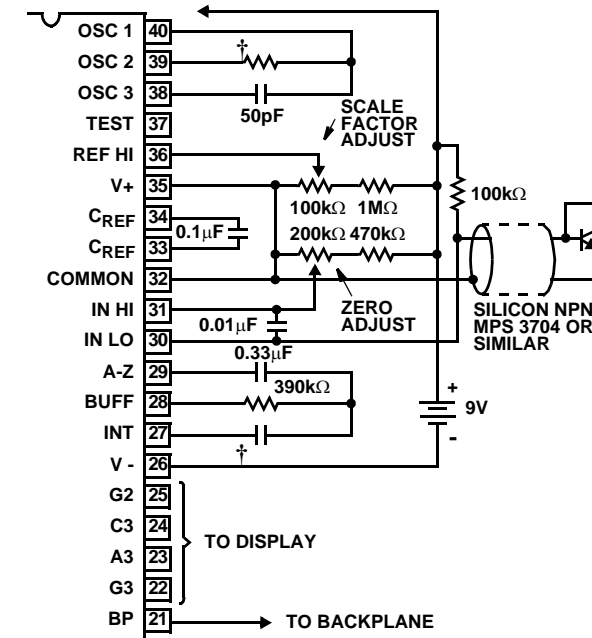 OSC 1 40
OSC 2 39 †
OSC 3 38
50pF
TEST 37
SCALE
FACTOR
ADJUST
REF HI 36
V+ 35
100kΩ 1MΩ
100kΩ
CREF 34
0.1μF
CREF 33
200kΩ 470kΩ
COMMON 32
IN HI 31
0.01μF
ZERO
ADJUST
SILICON NPN
MPS 3704 OR
SIMILAR
IN LO 30
0.33μF
A-Z 29
390kΩ
BUFF 28
+
9V
-
INT 27
†
V - 26
G2 25
C3 24
TO DISPLAY
A3 23
G3 22
BP 21 TO BACKPLANE